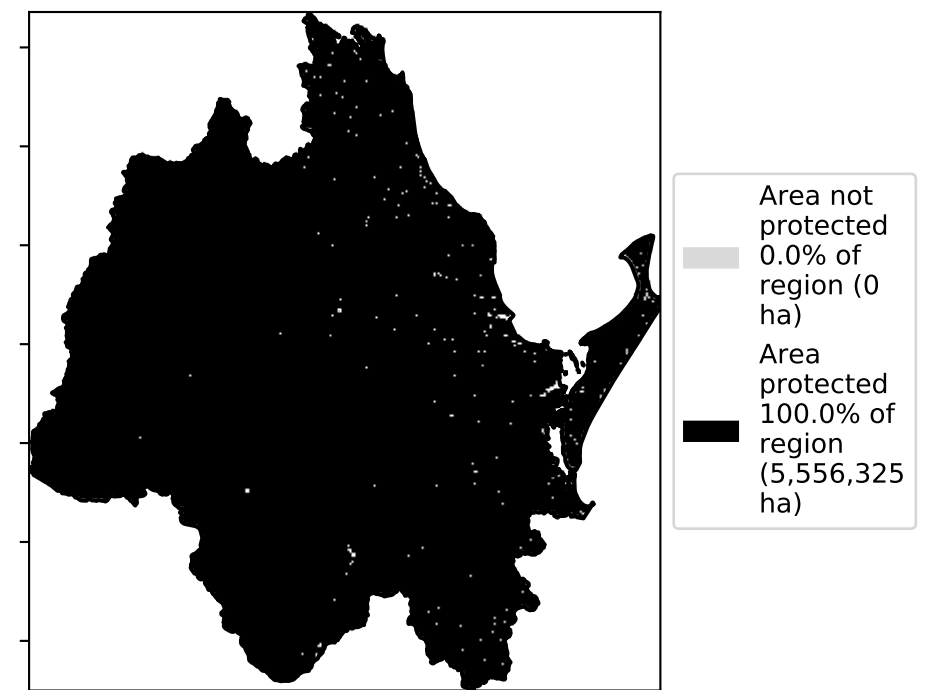 Area not
protected
0.0% of
region (0
ha)
Area
protected
100.0% of
region
(5,556,325
ha)